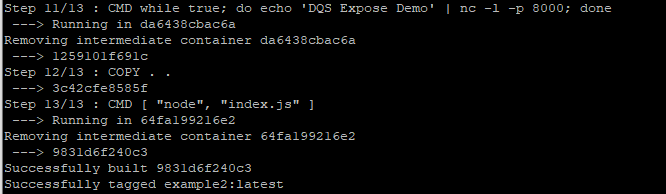 Step 11/13 : CMD while true; do echo 'DQS Expose Demo' | nc -l -p 8000; done
 ---> Running in da6438cbac6a
Removing intermediate container da6438cbac6a
 ---> 1259101f691c
Step 12/13 : COPY . .
 ---> 3c42cfe8585f
Step 13/13 : CMD [ "node", "index.js" ]
 ---> Running in 64fa199216e2
Removing intermediate container 64fa199216e2
 ---> 9831d6f240c3
Successfully built 9831d6f240c3
Successfully tagged example2:latest